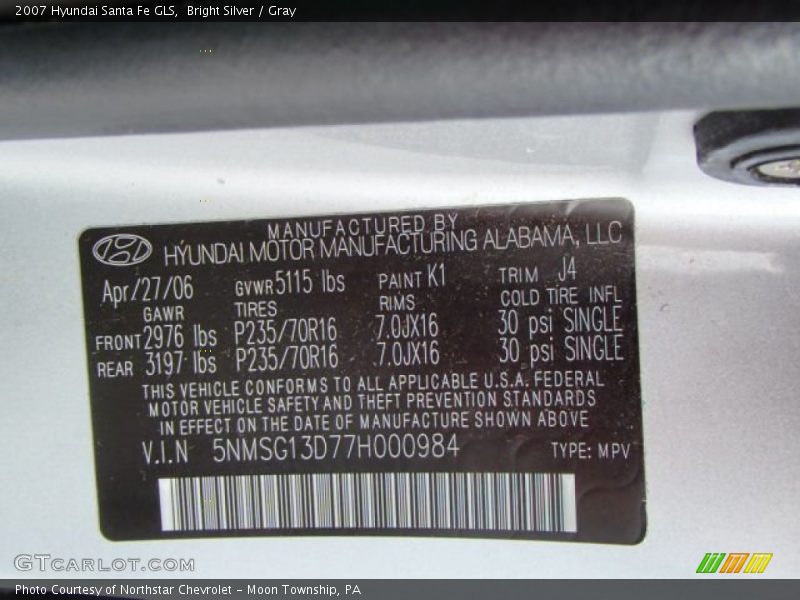 2007 Hyundai Santa Fe GLS, Bright Silver / Gray
MANUFACTURED BY
HYUNDAI MOTOR MANUFACTURING ALABAMA, LLC
Apr/27/06 GVWR 5115 lbs PAINT K1 TRIM J4
GAWR TIRES RIMS COLD TIRE INFL
FRONT 2976 lbs P235/70R16 7.0JX16 30 psi SINGLE
REAR 3197 lbs P235/70R16 7.0JX16 30 psi SINGLE
THIS VEHICLE CONFORMS TO ALL APPLICABLE U.S.A. FEDERAL
MOTOR VEHICLE SAFETY AND THEFT PREVENTION STANDARDS
IN EFFECT ON THE DATE OF MANUFACTURE SHOWN ABOVE
V.I.N 5NMSG13D77H000984 TYPE: MPV
GTCARLOT.COM
Photo Courtesy of Northstar Chevrolet - Moon Township, PA